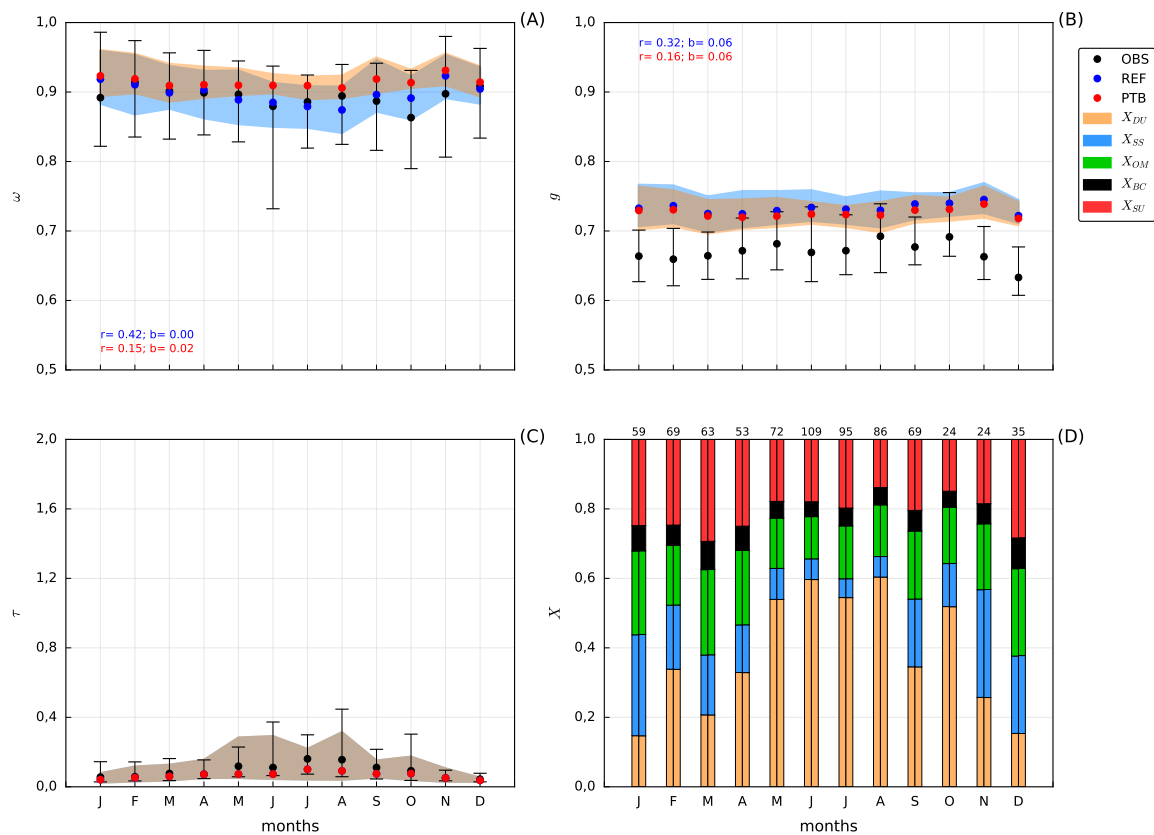 (A)
1,0
0,9
0,8
0,7
0,6
0,5
ω
r= 0.42; b= 0.00
r= 0.15; b= 0.02
(B)
1,0
0,9
0,8
0,7
0,6
0,5
g
r= 0.32; b= 0.06
r= 0.16; b= 0.06
OBS
REF
PTB
X_DU
X_SS
X_OM
X_BC
X_SU
(C)
2,0
1,6
1,2
0,8
0,4
0,0
τ
J F M A M J J A S O N D
months
(D)
59 69 63 53 72 109 95 86 69 24 24 35
1,0
0,8
0,6
0,4
0,2
0,0
X
J F M A M J J A S O N D
months